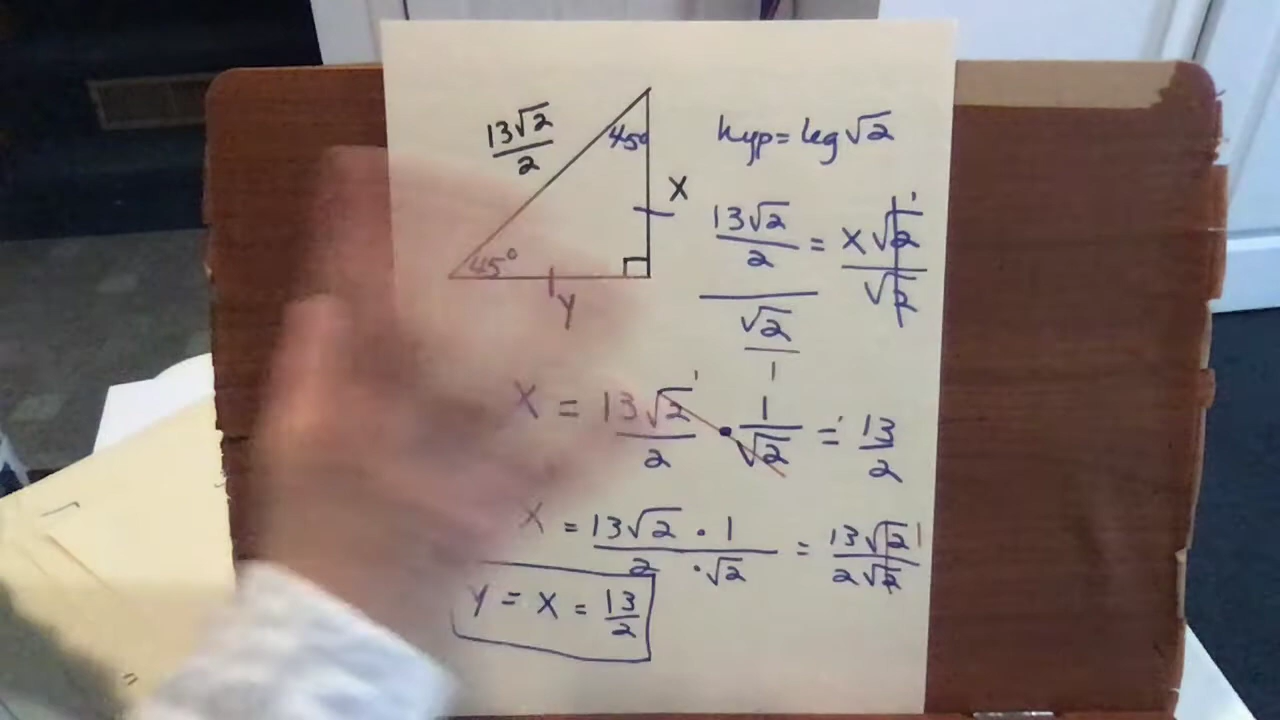 13√2/2
45°
x
45°
y
hyp = leg √2
13√2/2 = x√2/√2
√2/1
x = 13√2/2 · 1/√2 = 13/2
x = 13√2 · 1/2 · √2 = 13√2/2√2
y = x = 13/2